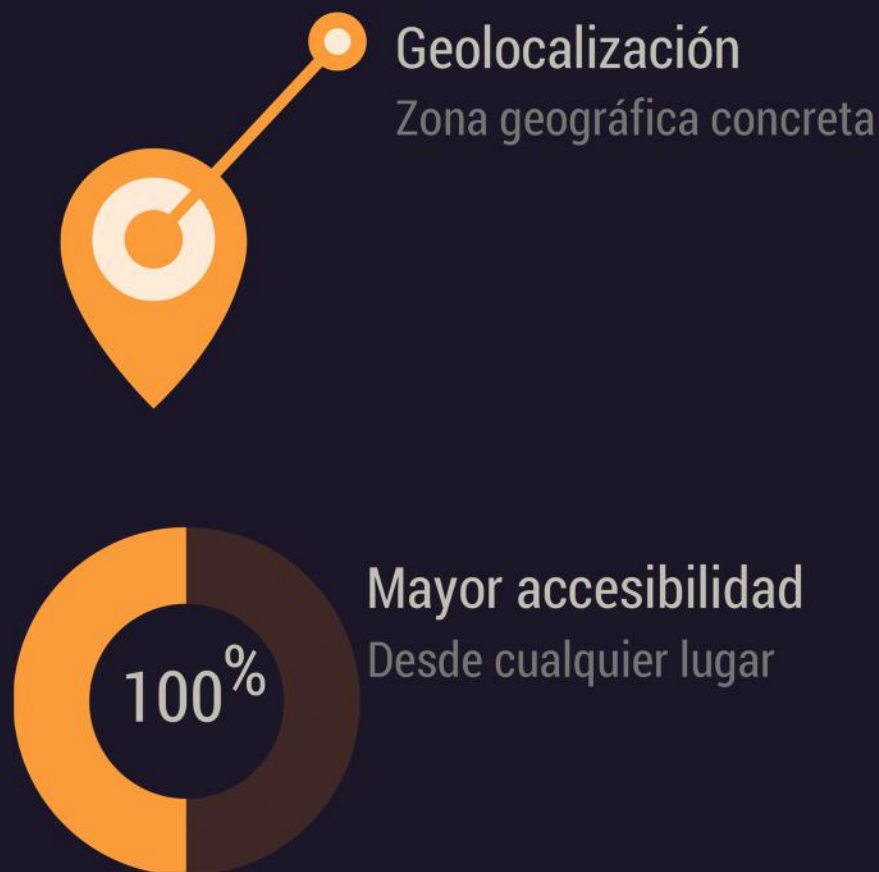 Geolocalización
Zona geográfica concreta
Mayor accesibilidad
Desde cualquier lugar
100%